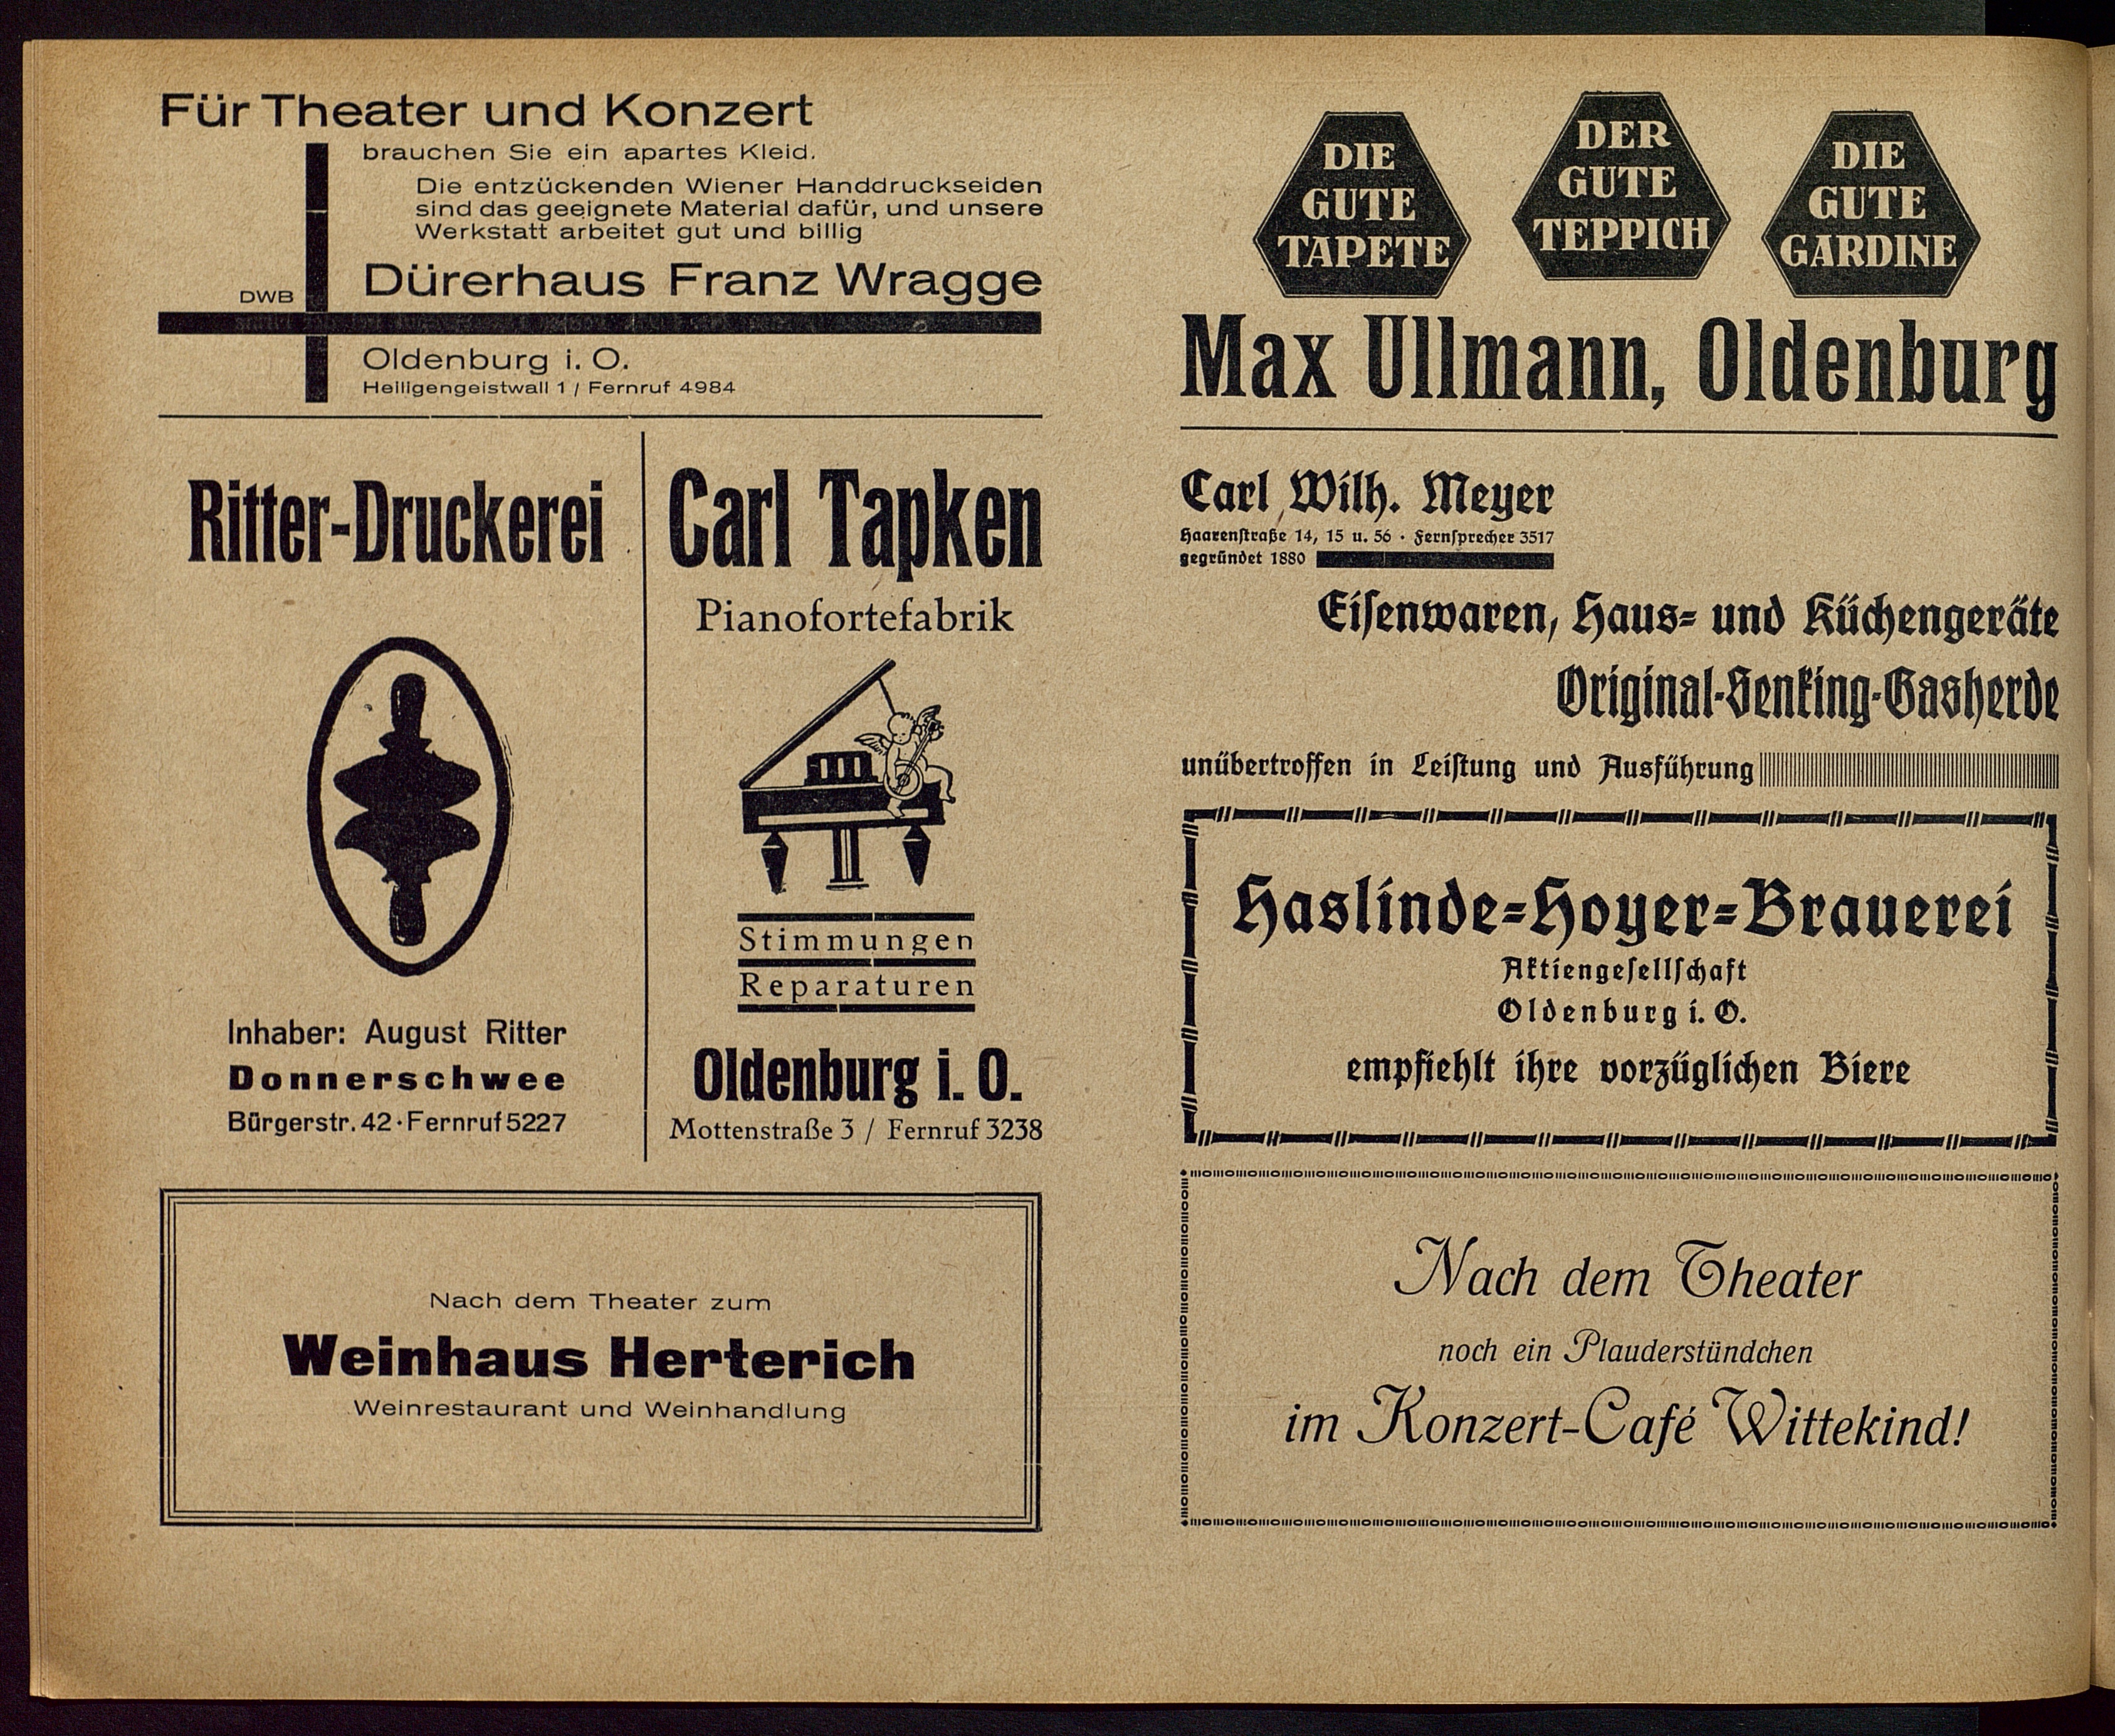 Für Theater und Konzert
brauchen Sie ein apartes Kleid.
Die entzückenden Wiener Handdruckseiden
sind das geeignete Material dafür, und unsere
Werkstatt arbeitet gut und billig
DWB
Dürerhaus Franz Wragge
Oldenburg i. O.
Heiligengeistwall 1 / Fernruf 4984
Ritter-Druckerei
Inhaber: August Ritter
Donnerschwee
Bürgerstr. 42 · Fernruf 5227
Carl Tapken
Pianofortefabrik
Stimmungen
Reparaturen
Oldenburg i. O.
Mottenstraße 3 / Fernruf 3238
Nach dem Theater zum
Weinhaus Herterich
Weinrestaurant und Weinhandlung
DIE
GUTE
TAPETE
DER
GUTE
TEPPICH
DIE
GUTE
GARDINE
Max Ullmann, Oldenburg
Carl Wilh. Meyer
Haarenſtraße 14, 15 u. 56 · Fernſprecher 3517
gegründet 1880
Eiſenwaren, Haus- und Küchengeräte
Original-Senking-Gasherde
unübertroffen in Leiſtung und Ausführung
Haslinde-Hoyer-Brauerei
Aktiengeſellſchaft
Oldenburg i. O.
empfiehlt ihre vorzüglichen Biere
Nach dem Theater
noch ein Plauderstündchen
im Konzert-Café Wittekind!